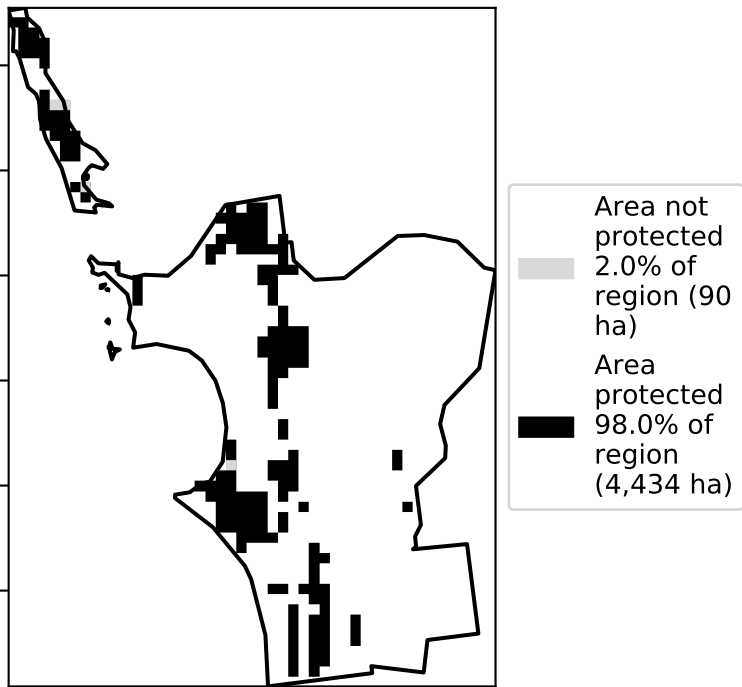 Area not
protected
2.0% of
region (90
ha)
Area
protected
98.0% of
region
(4,434 ha)